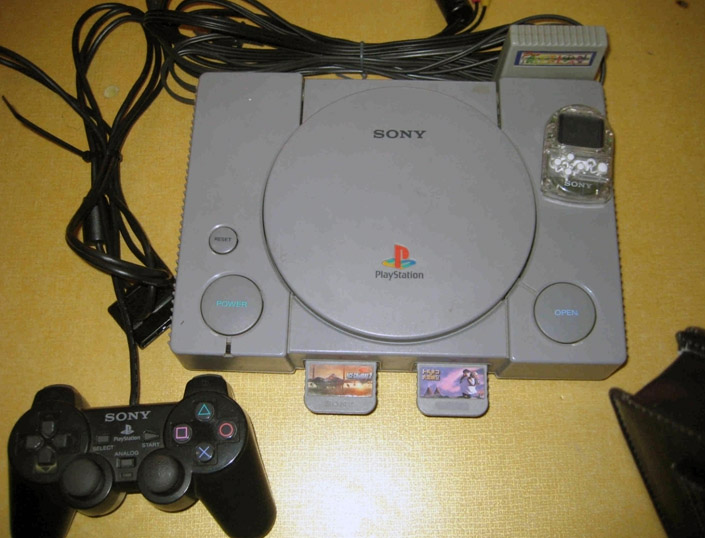 SONY
SONY
RESET
PlayStation
POWER
OPEN
SONY
PlayStation
SELECT
START
ANALOG